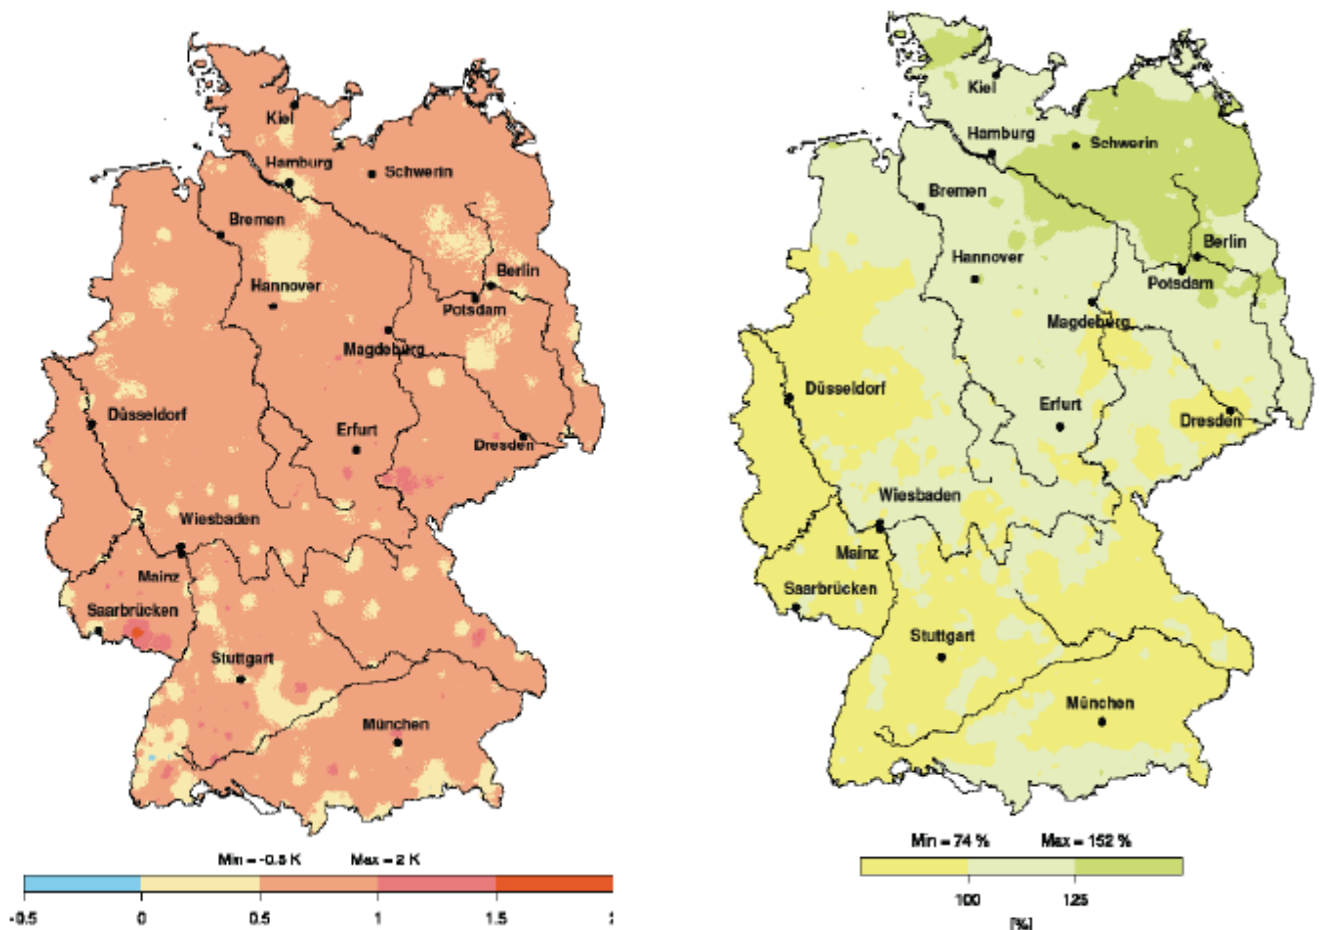 Kiel
Hamburg
Schwerin
Bremen
Hannover
Berlin
Potsdam
Magdeburg
Düsseldorf
Erfurt
Dresden
Wiesbaden
Mainz
Saarbrücken
Stuttgart
München
Min = -0.5 K Max = 2 K
-0.5 0 0.5 1 1.5
Kiel
Hamburg
Schwerin
Bremen
Hannover
Berlin
Potsdam
Magdeburg
Düsseldorf
Erfurt
Dresden
Wiesbaden
Mainz
Saarbrücken
Stuttgart
München
Min = 74 % Max = 152 %
100 125
[%]